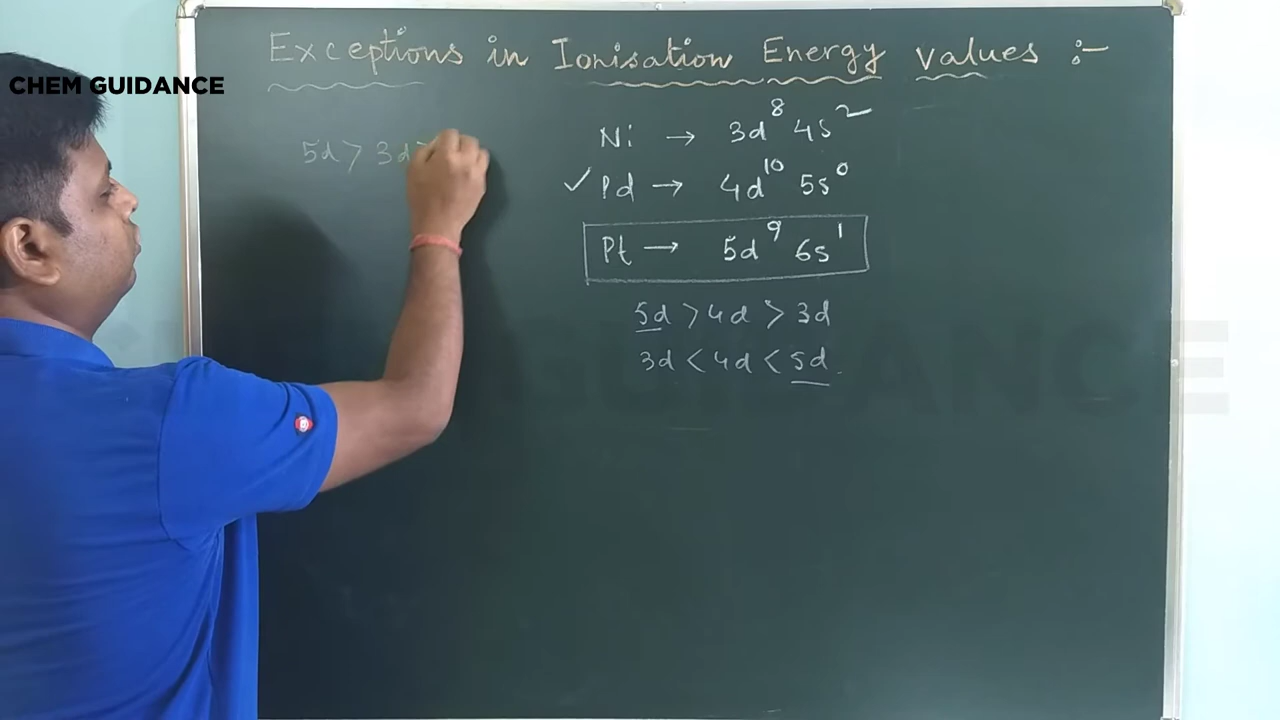 Exceptions in Ionisation Energy values :-
CHEM GUIDANCE
5d > 3d >
Ni → 3d⁸ 4s²
✓ Pd → 4d¹⁰ 5s⁰
Pt → 5d⁹ 6s¹
5d > 4d > 3d
3d < 4d < 5d.